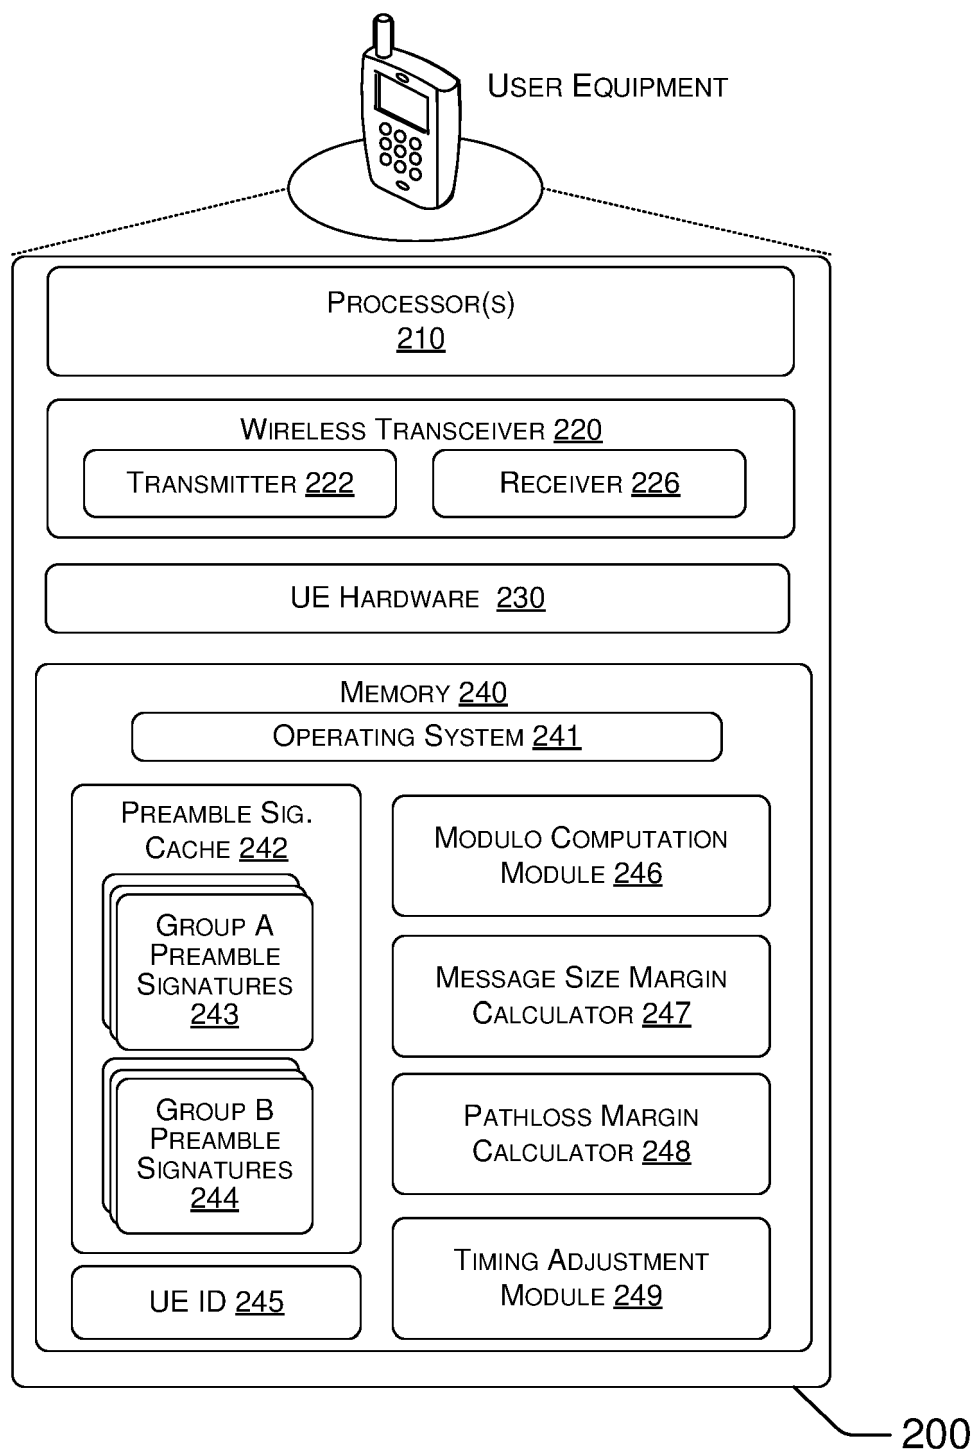 USER EQUIPMENT
PROCESSOR(S)
210
WIRELESS TRANSCEIVER 220
TRANSMITTER 222
RECEIVER 226
UE HARDWARE 230
MEMORY 240
OPERATING SYSTEM 241
PREAMBLE SIG.
CACHE 242
GROUP A
PREAMBLE
SIGNATURES
243
GROUP B
PREAMBLE
SIGNATURES
244
UE ID 245
MODULO COMPUTATION
MODULE 246
MESSAGE SIZE MARGIN
CALCULATOR 247
PATHLOSS MARGIN
CALCULATOR 248
TIMING ADJUSTMENT
MODULE 249
200